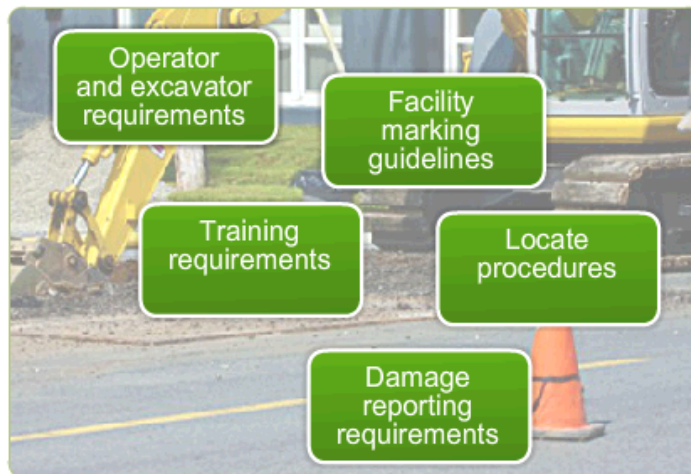 Operator
and excavator
requirements
Facility
marking
guidelines
Training
requirements
Locate
procedures
Damage
reporting
requirements